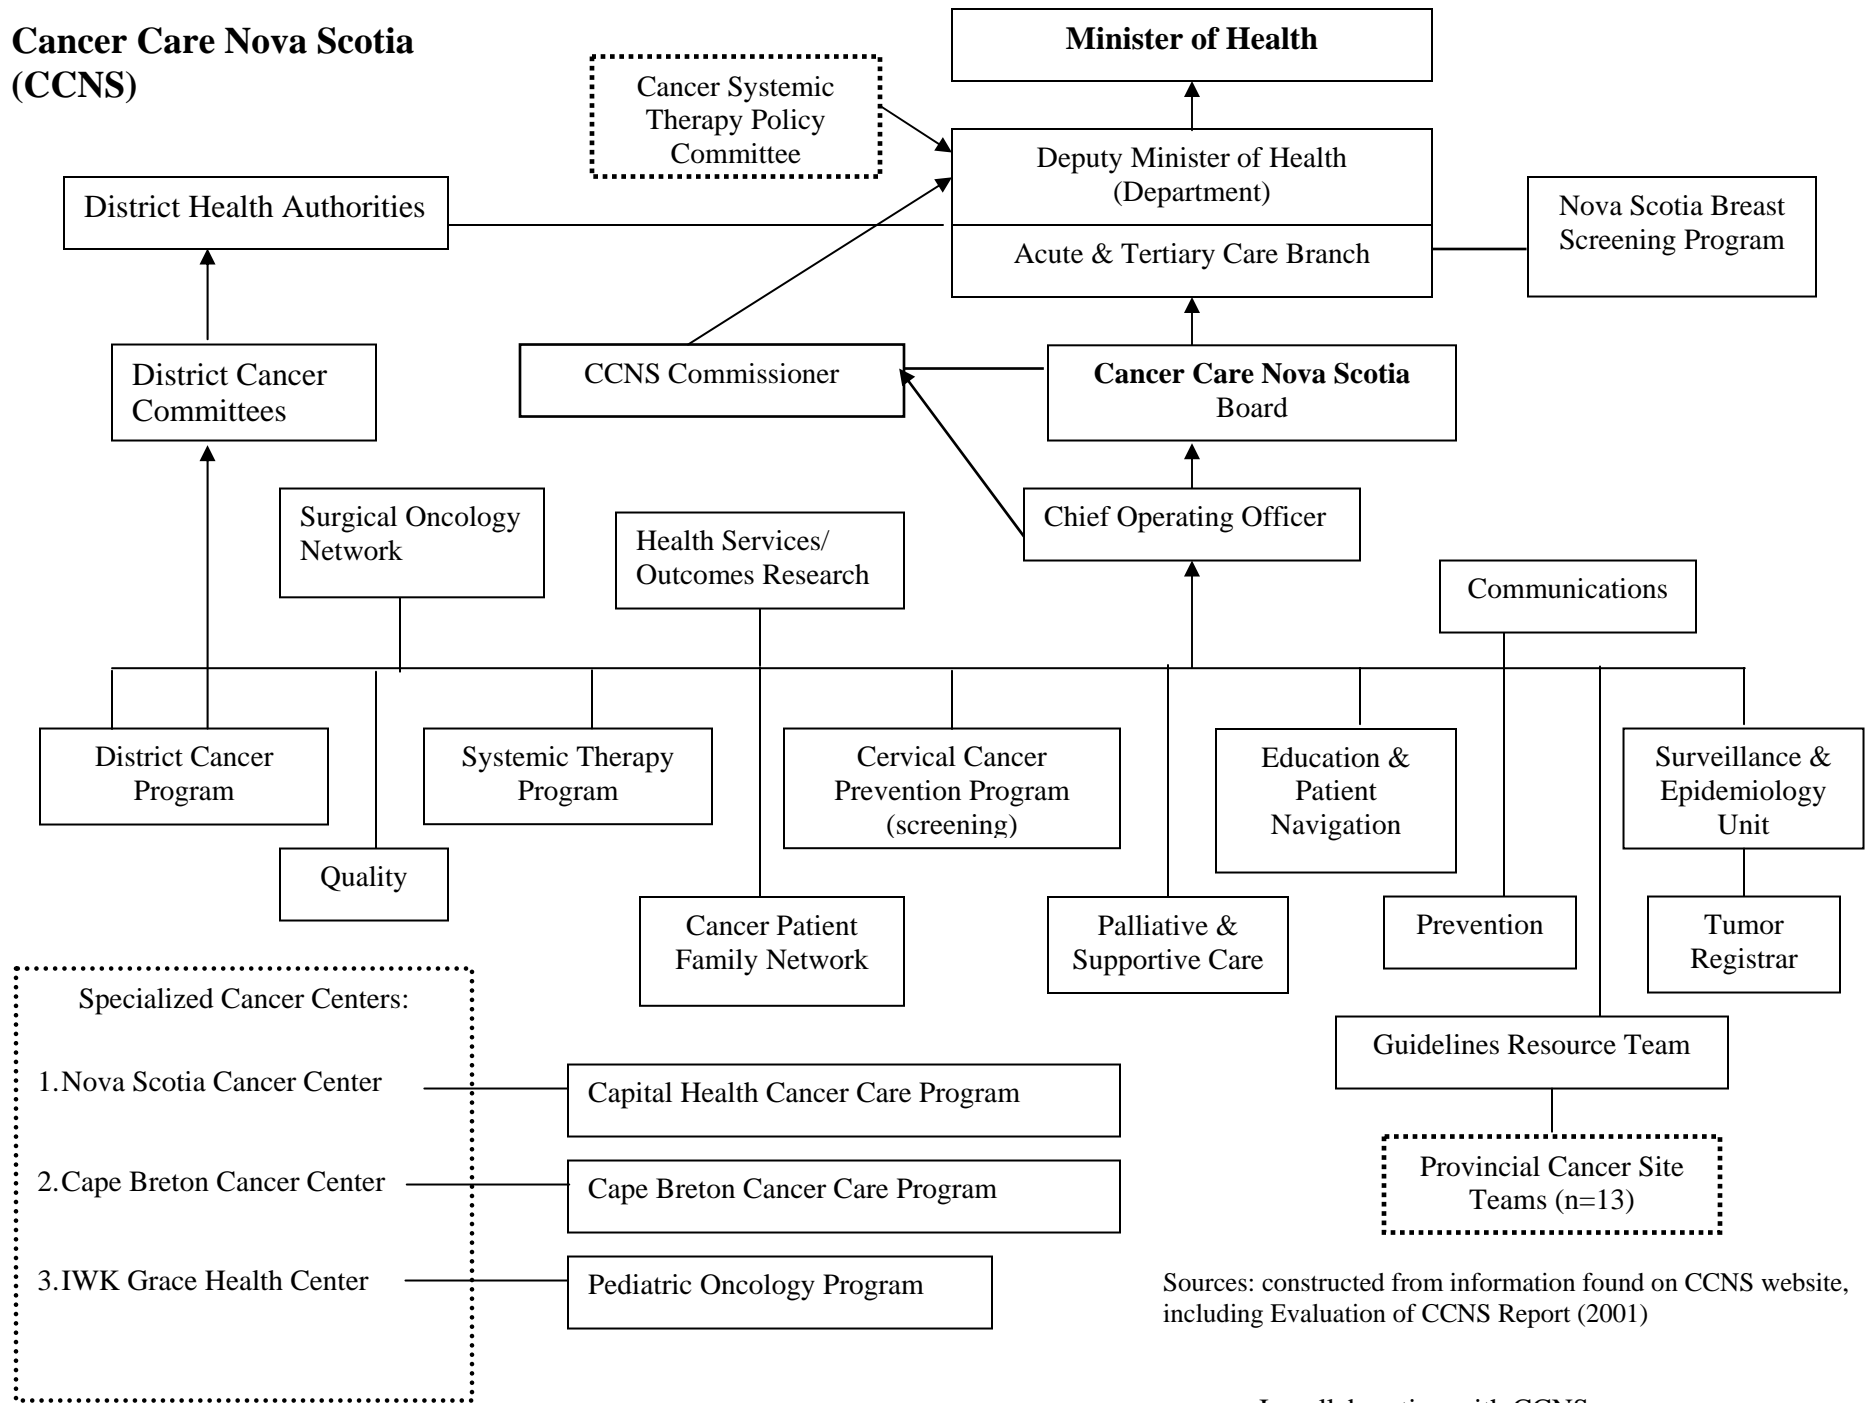 Cancer Care Nova Scotia
(CCNS)
Minister of Health
Cancer Systemic
Therapy Policy
Committee
Deputy Minister of Health
(Department)
Acute & Tertiary Care Branch
District Health Authorities
Nova Scotia Breast
Screening Program
District Cancer
Committees
CCNS Commissioner
Cancer Care Nova Scotia
Board
Surgical Oncology
Network
Health Services/
Outcomes Research
Chief Operating Officer
Communications
District Cancer
Program
Systemic Therapy
Program
Cervical Cancer
Prevention Program
(screening)
Education &
Patient
Navigation
Surveillance &
Epidemiology
Unit
Quality
Cancer Patient
Family Network
Palliative &
Supportive Care
Prevention
Tumor
Registrar
Specialized Cancer Centers:
1.Nova Scotia Cancer Center
Capital Health Cancer Care Program
2.Cape Breton Cancer Center
Cape Breton Cancer Care Program
3.IWK Grace Health Center
Pediatric Oncology Program
Guidelines Resource Team
Provincial Cancer Site
Teams (n=13)
Sources: constructed from information found on CCNS website,
including Evaluation of CCNS Report (2001)
In collaboration with CCNS